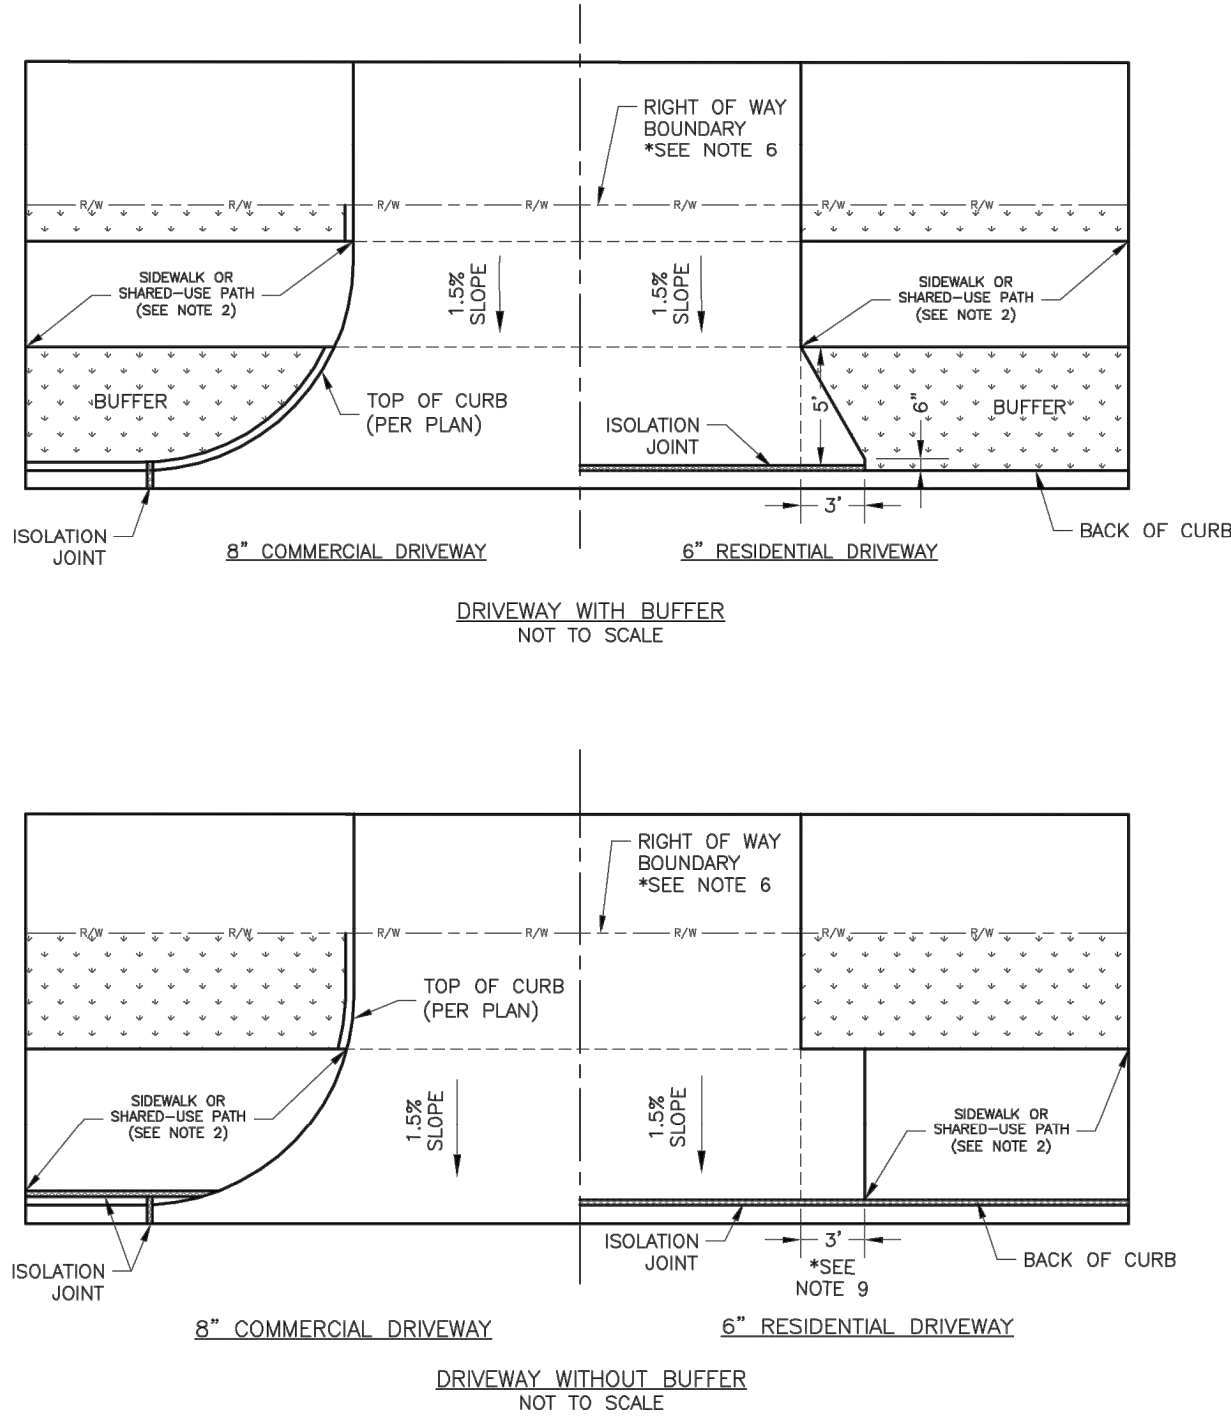 RIGHT OF WAY
BOUNDARY
*SEE NOTE 6
R/W R/W R/W R/W R/W R/W R/W
SIDEWALK OR
SHARED-USE PATH
(SEE NOTE 2)
1.5%
SLOPE
1.5%
SLOPE
SIDEWALK OR
SHARED-USE PATH
(SEE NOTE 2)
BUFFER
TOP OF CURB
(PER PLAN)
ISOLATION
JOINT
5'
6"
BUFFER
3'
ISOLATION
JOINT
BACK OF CURB
8" COMMERCIAL DRIVEWAY
6" RESIDENTIAL DRIVEWAY
DRIVEWAY WITH BUFFER
NOT TO SCALE
RIGHT OF WAY
BOUNDARY
*SEE NOTE 6
R/W R/W R/W R/W R/W R/W R/W
TOP OF CURB
(PER PLAN)
SIDEWALK OR
SHARED-USE PATH
(SEE NOTE 2)
1.5%
SLOPE
1.5%
SLOPE
SIDEWALK OR
SHARED-USE PATH
(SEE NOTE 2)
ISOLATION
JOINT
ISOLATION
JOINT
3'
*SEE
NOTE 9
BACK OF CURB
8" COMMERCIAL DRIVEWAY
6" RESIDENTIAL DRIVEWAY
DRIVEWAY WITHOUT BUFFER
NOT TO SCALE